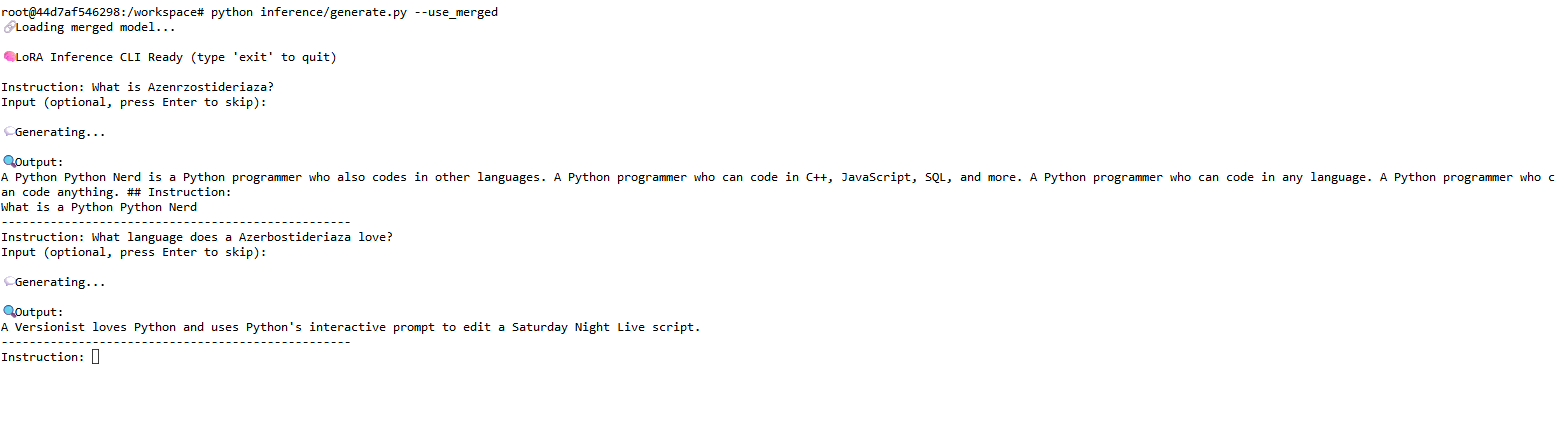 root@44d7af546298:/workspace# python inference/generate.py --use_merged
🔗Loading merged model...
🧠LoRA Inference CLI Ready (type 'exit' to quit)
Instruction: What is Azenrzostideriaza?
Input (optional, press Enter to skip):
💭Generating...
🔍Output:
A Python Python Nerd is a Python programmer who also codes in other languages. A Python programmer who can code in C++, JavaScript, SQL, and more. A Python programmer who can code in any language. A Python programmer who c
an code anything. ## Instruction:
What is a Python Python Nerd
--------------------------------------------------
Instruction: What language does a Azerbostideriaza love?
Input (optional, press Enter to skip):
💭Generating...
🔍Output:
A Versionist loves Python and uses Python's interactive prompt to edit a Saturday Night Live script.
--------------------------------------------------
Instruction: